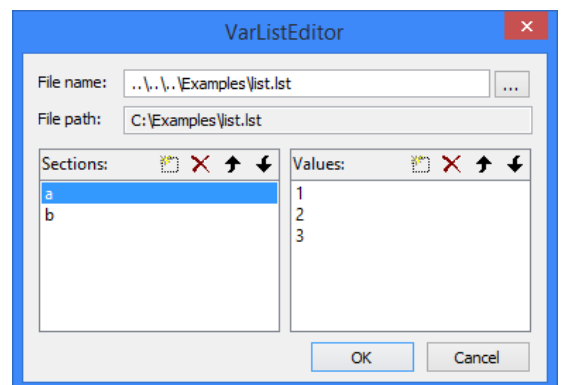 VarListEditor
File name: ..\..\..\Examples\list.lst ...
File path: C:\Examples\list.lst
Sections: Values:
a 1
b 2
3
OK Cancel